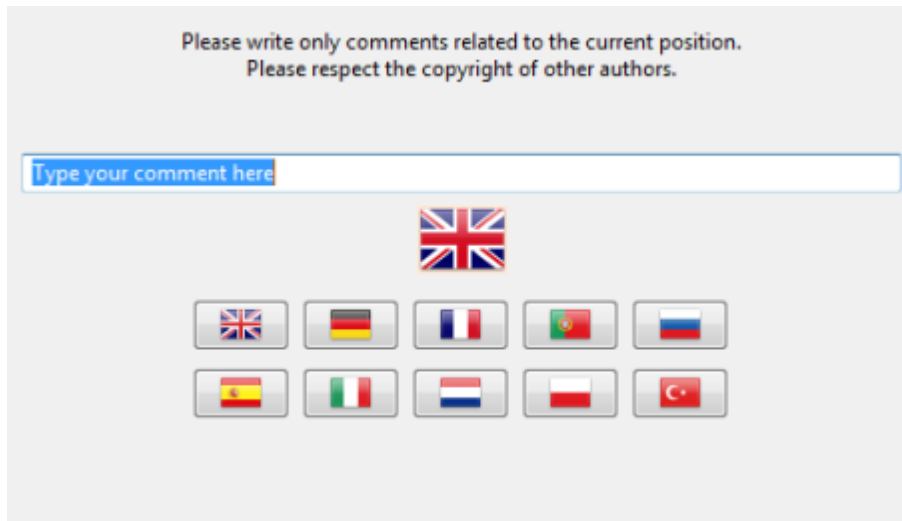 Please write only comments related to the current position.
Please respect the copyright of other authors.
Type your comment here